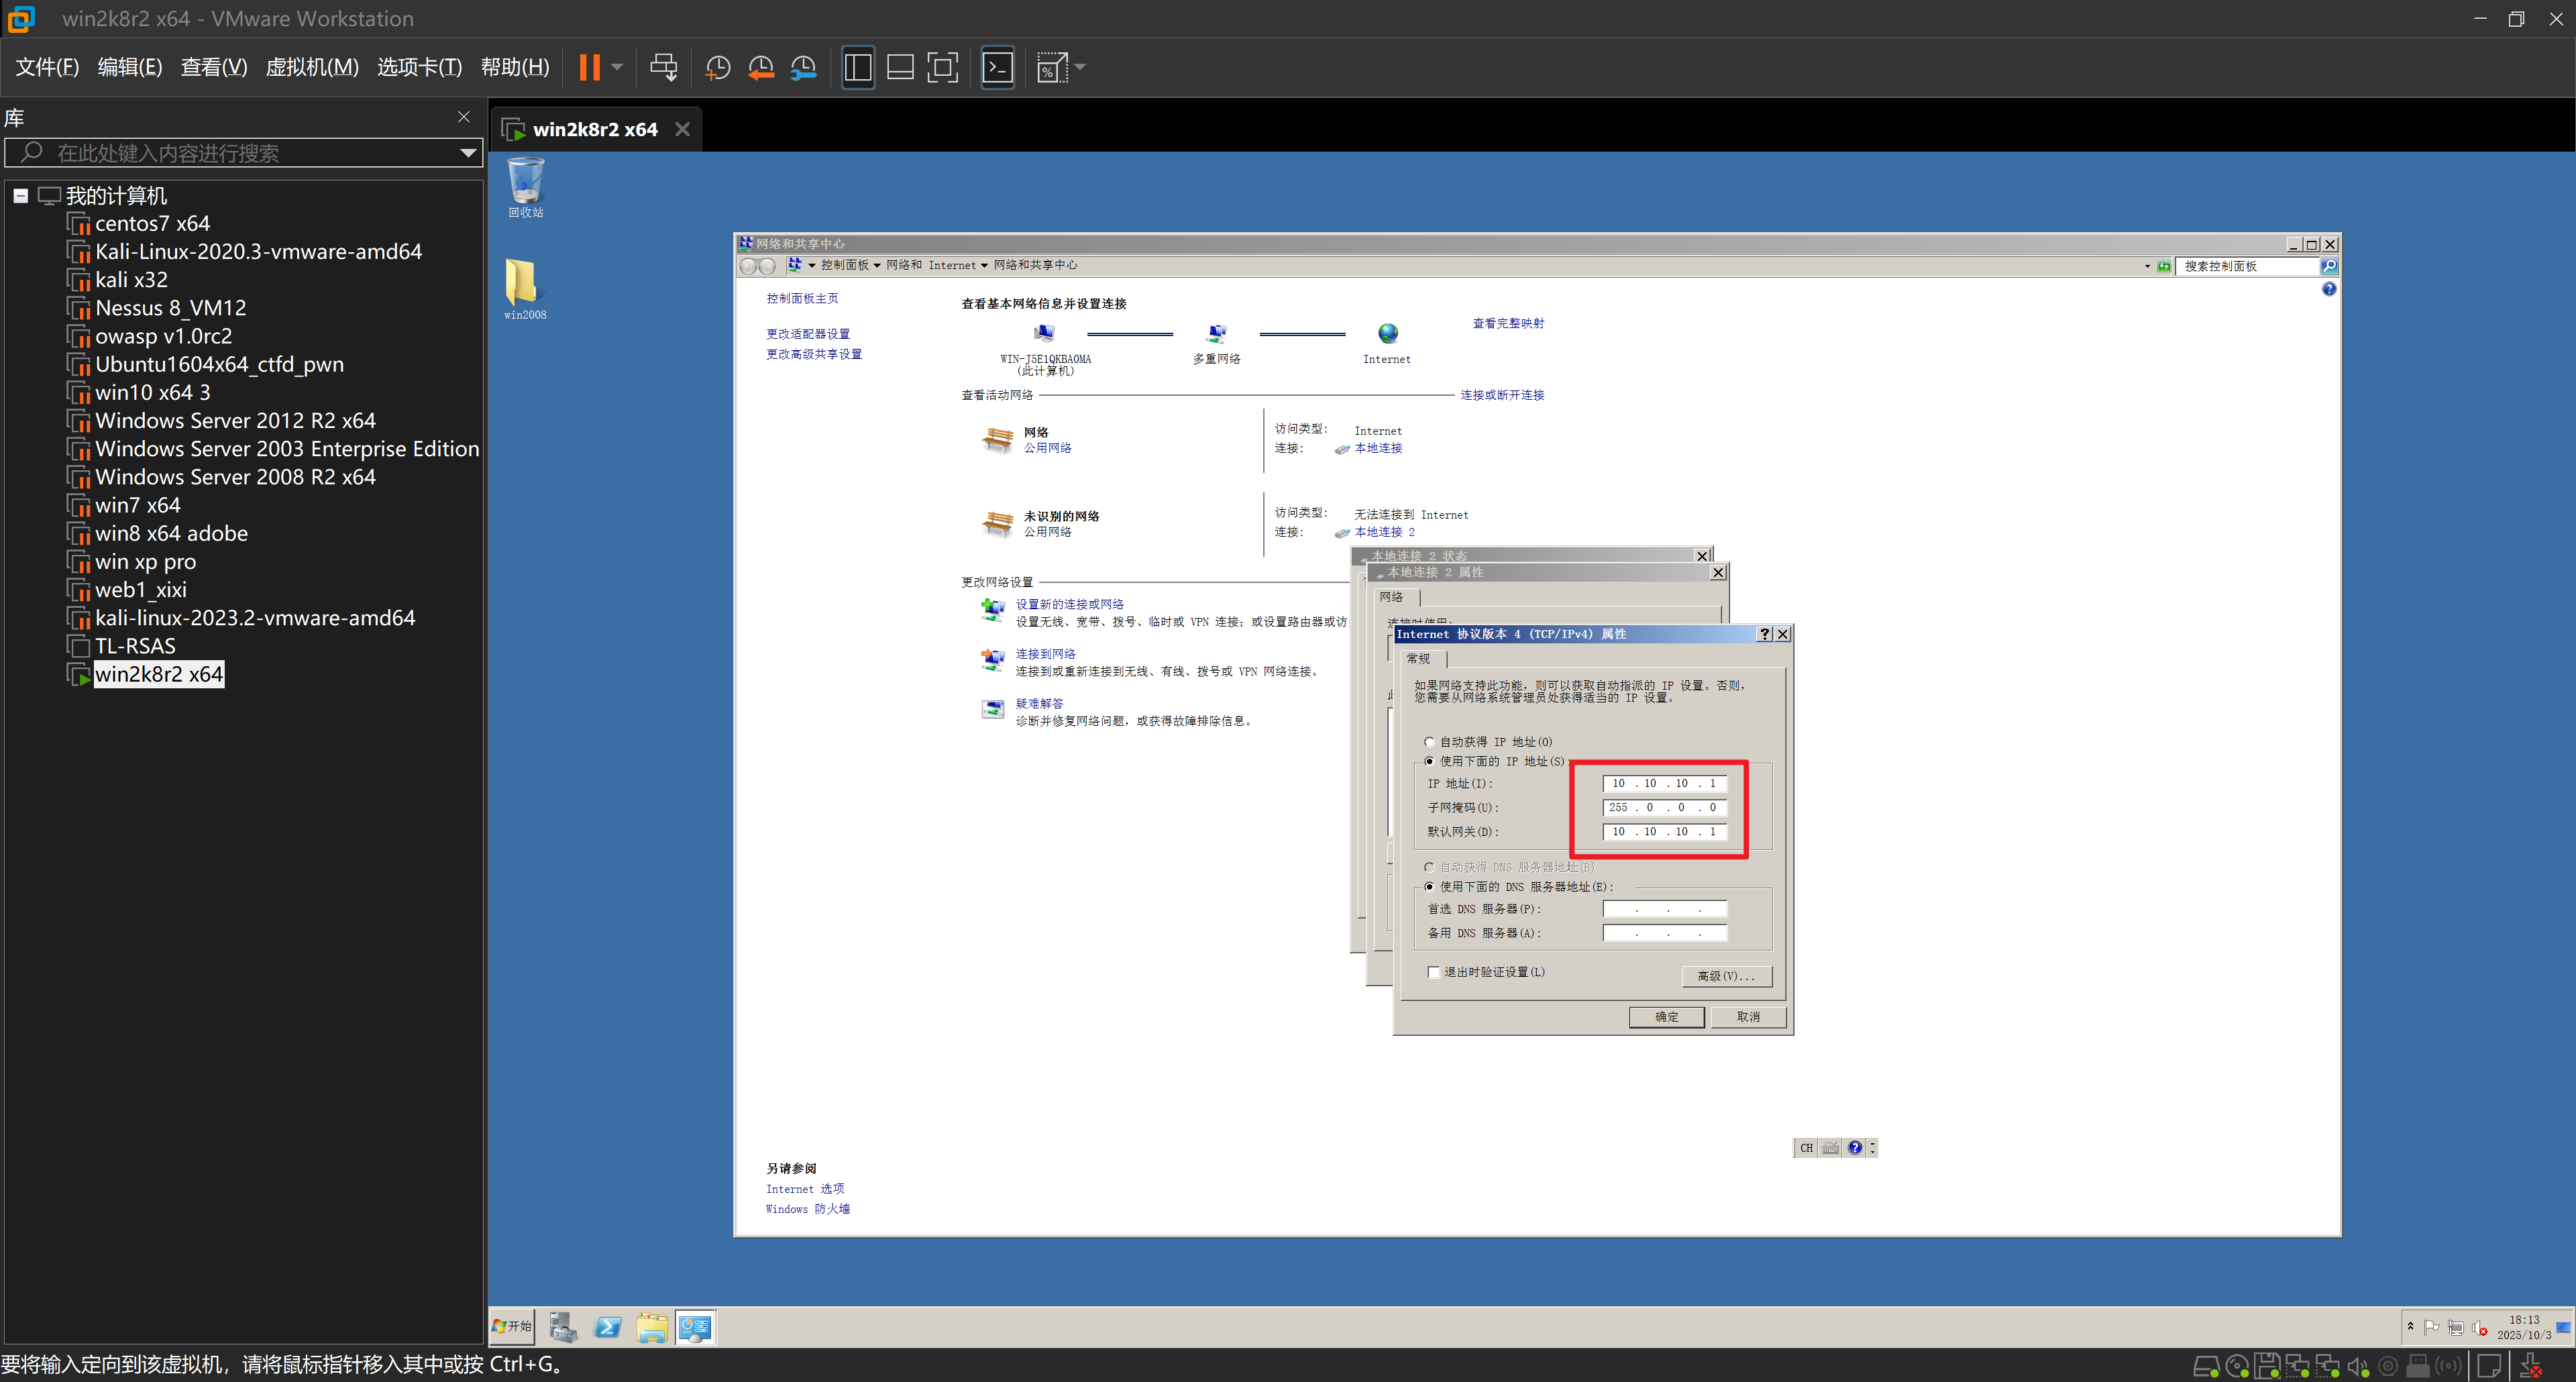 win2k8r2 x64 - VMware Workstation
文件(F) 编辑(E) 查看(V) 虚拟机(M) 选项卡(T) 帮助(H)
库
在此处键入内容进行搜索
我的计算机
centos7 x64
Kali-Linux-2020.3-vmware-amd64
kali x32
Nessus 8_VM12
owasp v1.0rc2
Ubuntu1604x64_ctfd_pwn
win10 x64 3
Windows Server 2012 R2 x64
Windows Server 2003 Enterprise Edition
Windows Server 2008 R2 x64
win7 x64
win8 x64 adobe
win xp pro
web1_xixi
kali-linux-2023.2-vmware-amd64
TL-RSAS
win2k8r2 x64
win2k8r2 x64
回收站
win2008
网络和共享中心
控制面板 网络和 Internet 网络和共享中心
搜索控制面板
控制面板主页
更改适配器设置
更改高级共享设置
查看基本网络信息并设置连接
查看完整映射
WIN-J5E1QKBAOMA
(此计算机)
多重网络
Internet
查看活动网络
连接或断开连接
网络
公用网络
访问类型: Internet
连接: 本地连接
未识别的网络
公用网络
访问类型: 无法连接到 Internet
连接: 本地连接 2
更改网络设置
设置新的连接或网络
设置无线、宽带、拨号、临时或 VPN 连接; 或设置路由器或访
连接到网络
连接到或重新连接到无线、有线、拨号或 VPN 网络连接。
疑难解答
诊断并修复网络问题，或获得故障排除信息。
本地连接 2 状态
本地连接 2 属性
网络
连接时使用:
Internet 协议版本 4 (TCP/IPv4) 属性
常规
如果网络支持此功能，则可以获取自动指派的 IP 设置。否则，
您需要从网络系统管理员处获得适当的 IP 设置。
自动获得 IP 地址(O)
使用下面的 IP 地址(S):
IP 地址(I): 10 . 10 . 10 . 1
子网掩码(U): 255 . 0 . 0 . 0
默认网关(D): 10 . 10 . 10 . 1
自动获得 DNS 服务器地址(B)
使用下面的 DNS 服务器地址(E):
首选 DNS 服务器(P): . . .
备用 DNS 服务器(A): . . .
退出时验证设置(L)
高级(V)...
确定 取消
CH
另请参阅
Internet 选项
Windows 防火墙
开始
18:13
2025/10/3
要将输入定向到该虚拟机，请将鼠标指针移入其中或按 Ctrl+G。